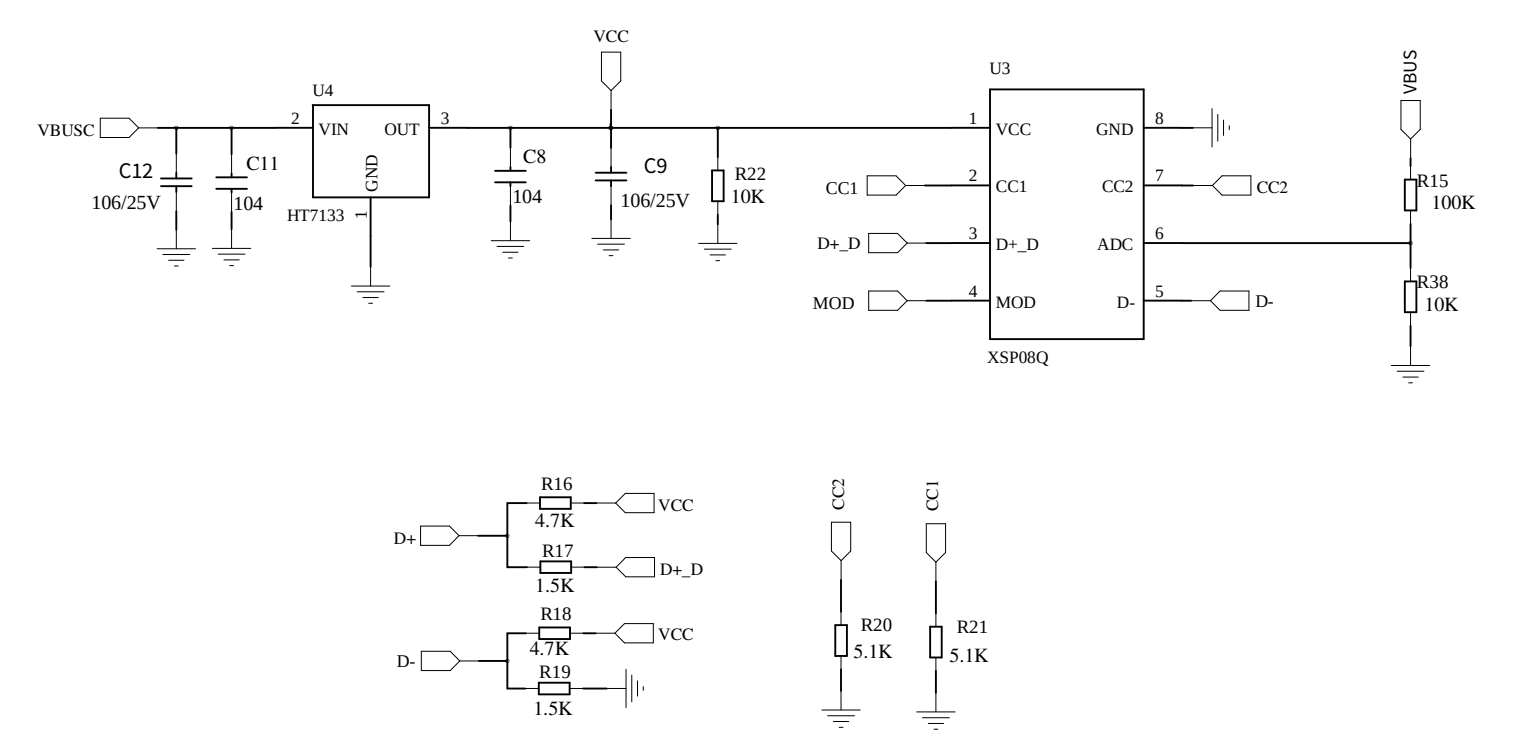 VCC
U4
VBUSC
2
VIN
OUT
3
GND
1
HT7133
C12
106/25V
C11
104
C8
104
C9
106/25V
R22
10K
U3
1
VCC
GND
8
CC1
2
CC1
CC2
7
CC2
D+_D
3
D+_D
ADC
6
MOD
4
MOD
D-
5
D-
XSP08Q
VBUS
R15
100K
R38
10K
D+
R16
4.7K
VCC
R17
1.5K
D+_D
D-
R18
4.7K
VCC
R19
1.5K
CC2
R20
5.1K
CC1
R21
5.1K